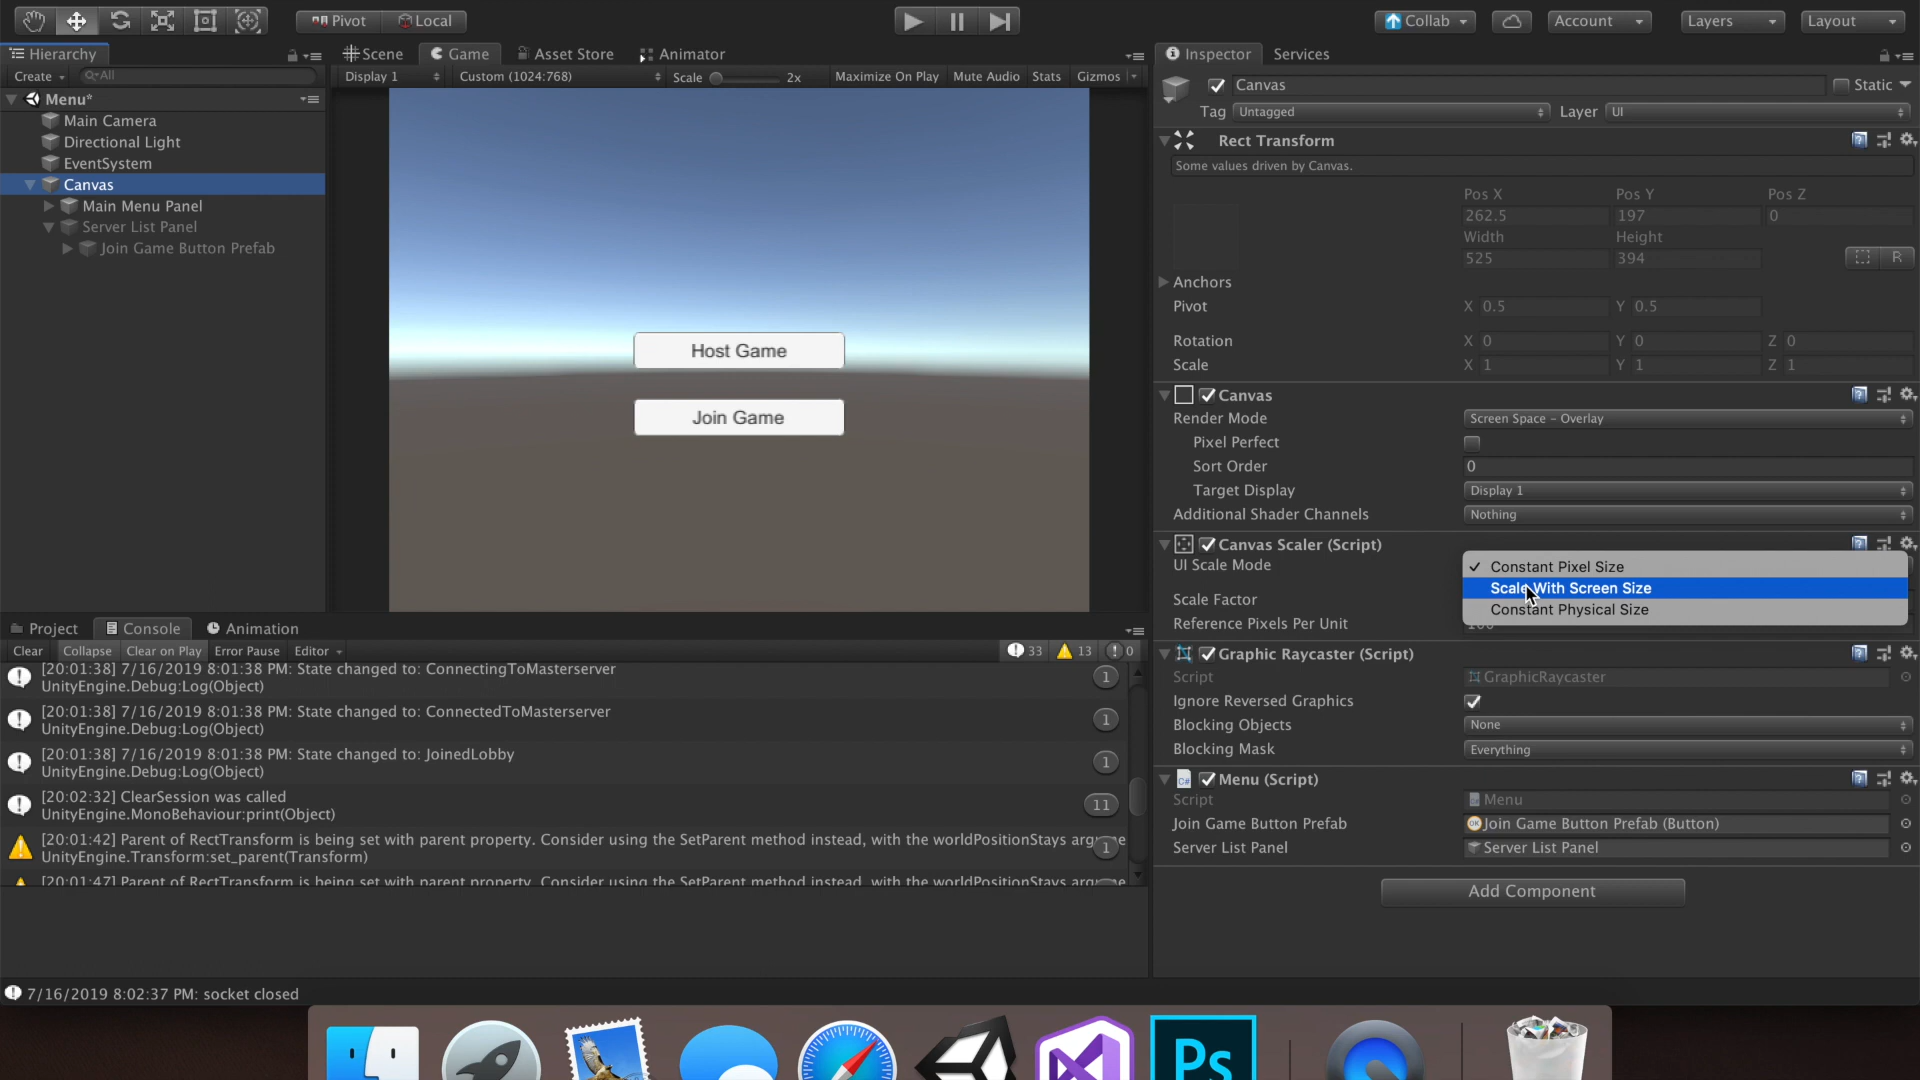 Pivot Local Collab Account Layers Layout
Hierarchy
Create All
Menu*
Main Camera
Directional Light
EventSystem
Canvas
Main Menu Panel
Server List Panel
Join Game Button Prefab
Scene Game Asset Store Animator
Display 1 Custom (1024:768) Scale 2x Maximize On Play Mute Audio Stats Gizmos
Host Game
Join Game
Inspector Services
Canvas Static
Tag Untagged Layer UI
Rect Transform
Some values driven by Canvas.
Pos X Pos Y Pos Z
262.5 197 0
Width Height
525 394 R
Anchors
Pivot X 0.5 Y 0.5
Rotation X 0 Y 0 Z 0
Scale X 1 Y 1 Z 1
Canvas
Render Mode Screen Space - Overlay
Pixel Perfect
Sort Order 0
Target Display Display 1
Additional Shader Channels Nothing
Canvas Scaler (Script)
UI Scale Mode
Constant Pixel Size
Scale With Screen Size
Constant Physical Size
Scale Factor
Reference Pixels Per Unit 100
Graphic Raycaster (Script)
Script GraphicRaycaster
Ignore Reversed Graphics
Blocking Objects None
Blocking Mask Everything
Menu (Script)
C#
Script Menu
Join Game Button Prefab Join Game Button Prefab (Button)
Server List Panel Server List Panel
Add Component
Project Console Animation
Clear Collapse Clear on Play Error Pause Editor 33 13 0
[20:01:38] 7/16/2019 8:01:38 PM: State changed to: ConnectingToMasterserver
UnityEngine.Debug:Log(Object) 1
[20:01:38] 7/16/2019 8:01:38 PM: State changed to: ConnectedToMasterserver
UnityEngine.Debug:Log(Object) 1
[20:01:38] 7/16/2019 8:01:38 PM: State changed to: JoinedLobby
UnityEngine.Debug:Log(Object) 1
[20:02:32] ClearSession was called
UnityEngine.MonoBehaviour:print(Object) 11
[20:01:42] Parent of RectTransform is being set with parent property. Consider using the SetParent method instead, with the worldPositionStays
UnityEngine.Transform:set_parent(Transform) 1
[20:01:47] Parent of RectTransform is being set with parent property. Consider using the SetParent method instead, with the worldPositionStays
7/16/2019 8:02:37 PM: socket closed
Ps